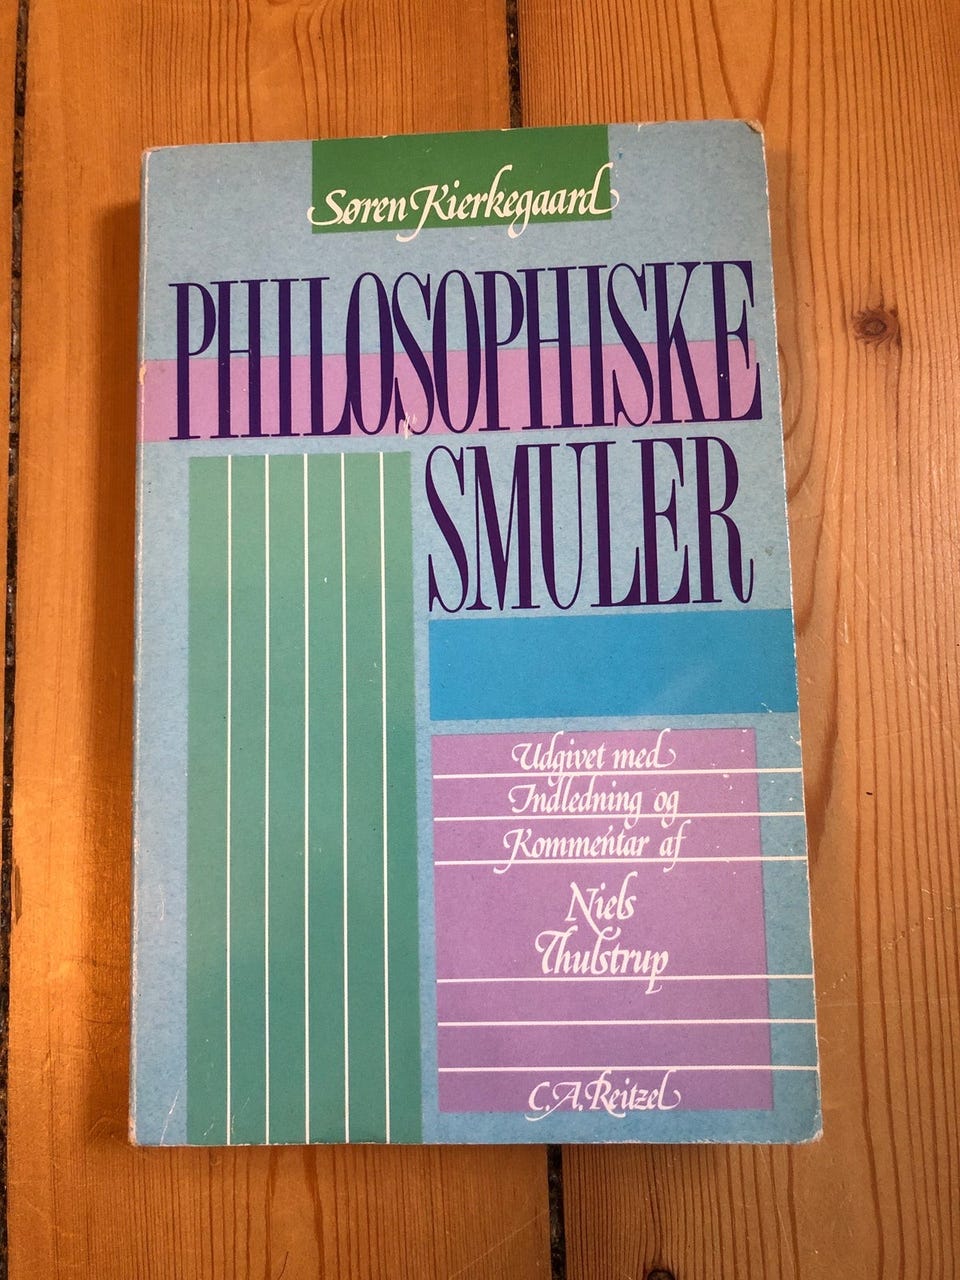 Søren Kierkegaard
PHILOSOPHISKE
SMULER
Udgivet med
Indledning og
Kommentar af
Niels
Thulstrup
C.A. Reitzel